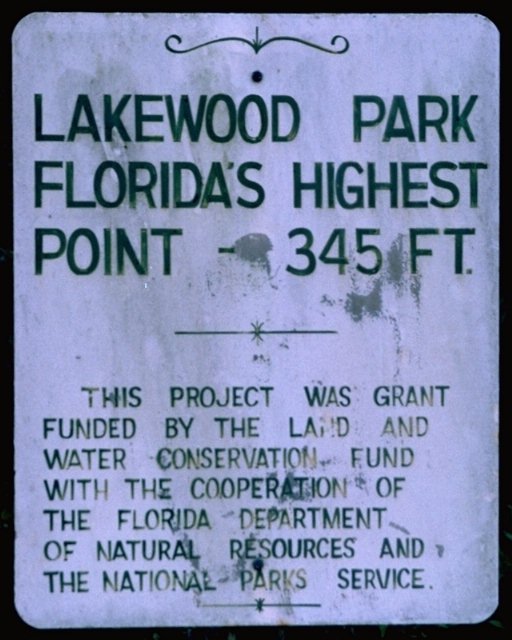 LAKEWOOD PARK
FLORIDA'S HIGHEST
POINT - 345 FT.
THIS PROJECT WAS GRANT
FUNDED BY THE LAND AND
WATER CONSERVATION FUND
WITH THE COOPERATION OF
THE FLORIDA DEPARTMENT
OF NATURAL RESOURCES AND
THE NATIONAL PARKS SERVICE.